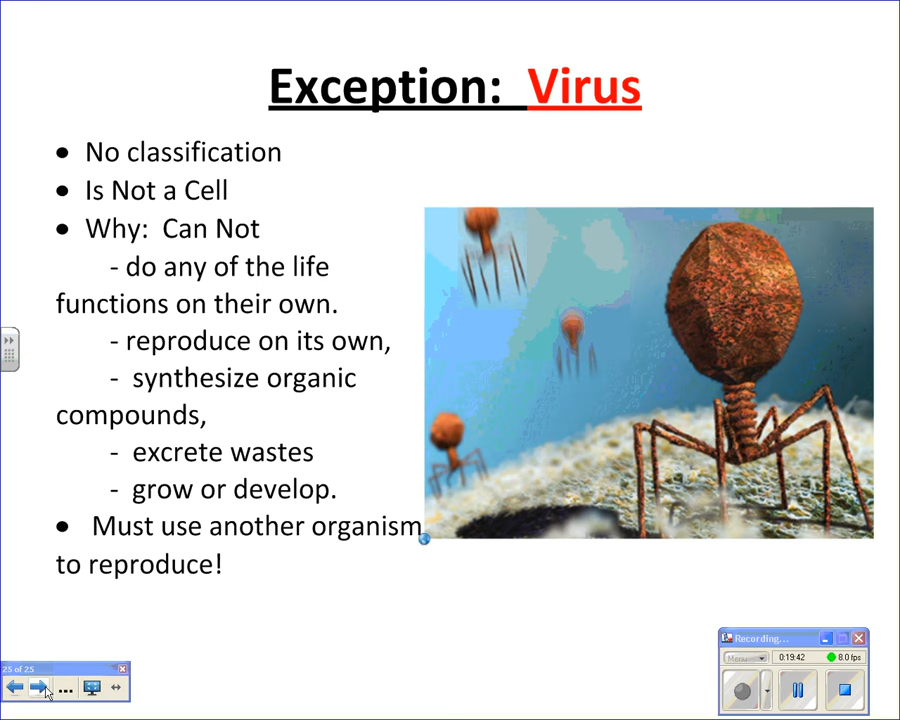 Exception:  Virus
• No classification
• Is Not a Cell
• Why:  Can Not
- do any of the life
functions on their own.
- reproduce on its own,
-  synthesize organic
compounds,
-  excrete wastes
-  grow or develop.
•  Must use another organism
to reproduce!
Recording...
Menu
0:19:42
8.0 fps
25 of 25
...